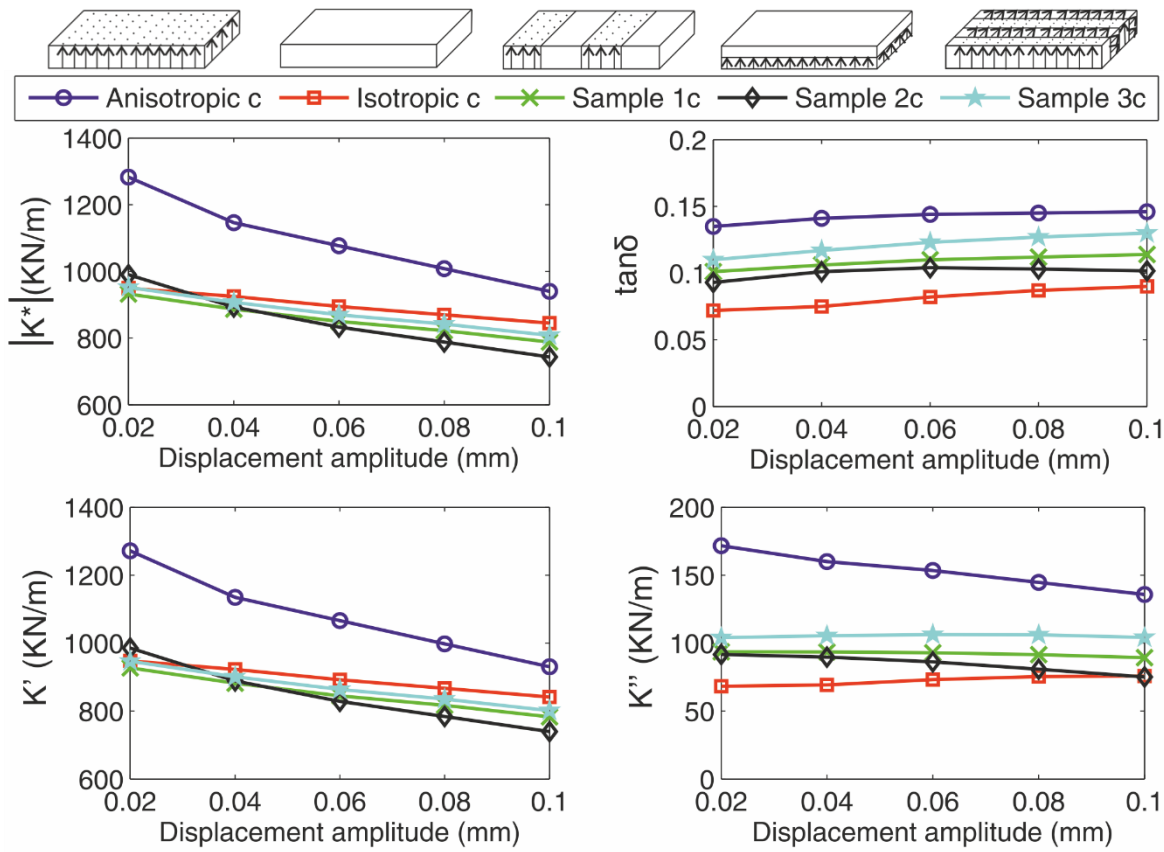 Anisotropic c Isotropic c Sample 1c Sample 2c Sample 3c
1400
1200
1000
800
600
|K*|(KN/m)
0.02 0.04 0.06 0.08 0.1
Displacement amplitude (mm)
0.2
0.15
0.1
0.05
0
tanδ
0.02 0.04 0.06 0.08 0.1
Displacement amplitude (mm)
1400
1200
1000
800
600
K’ (KN/m)
0.02 0.04 0.06 0.08 0.1
Displacement amplitude (mm)
200
150
100
50
0
K’’ (KN/m)
0.02 0.04 0.06 0.08 0.1
Displacement amplitude (mm)